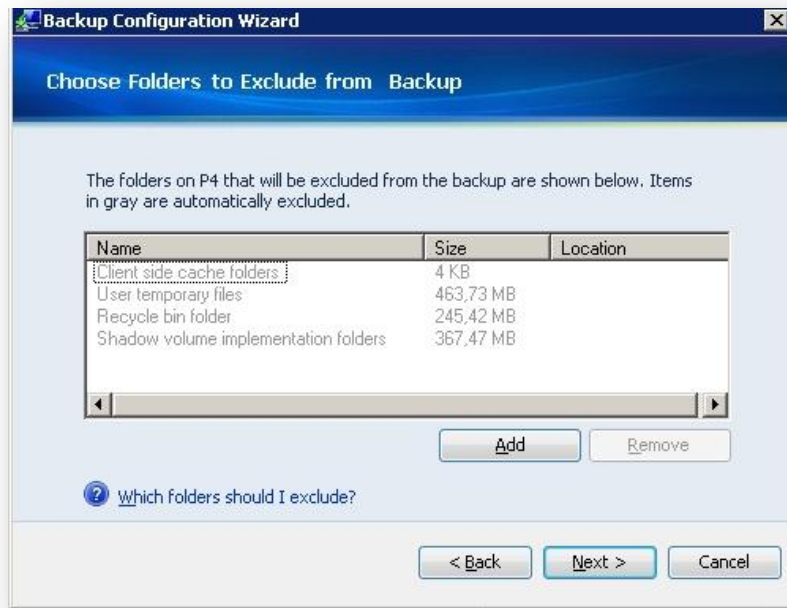 Backup Configuration Wizard
Choose Folders to Exclude from Backup
The folders on P4 that will be excluded from the backup are shown below. Items
in gray are automatically excluded.
Name Size Location
Client side cache folders 4 KB
User temporary files 463,73 MB
Recycle bin folder 245,42 MB
Shadow volume implementation folders 367,47 MB
Add Remove
? Which folders should I exclude?
< Back Next > Cancel